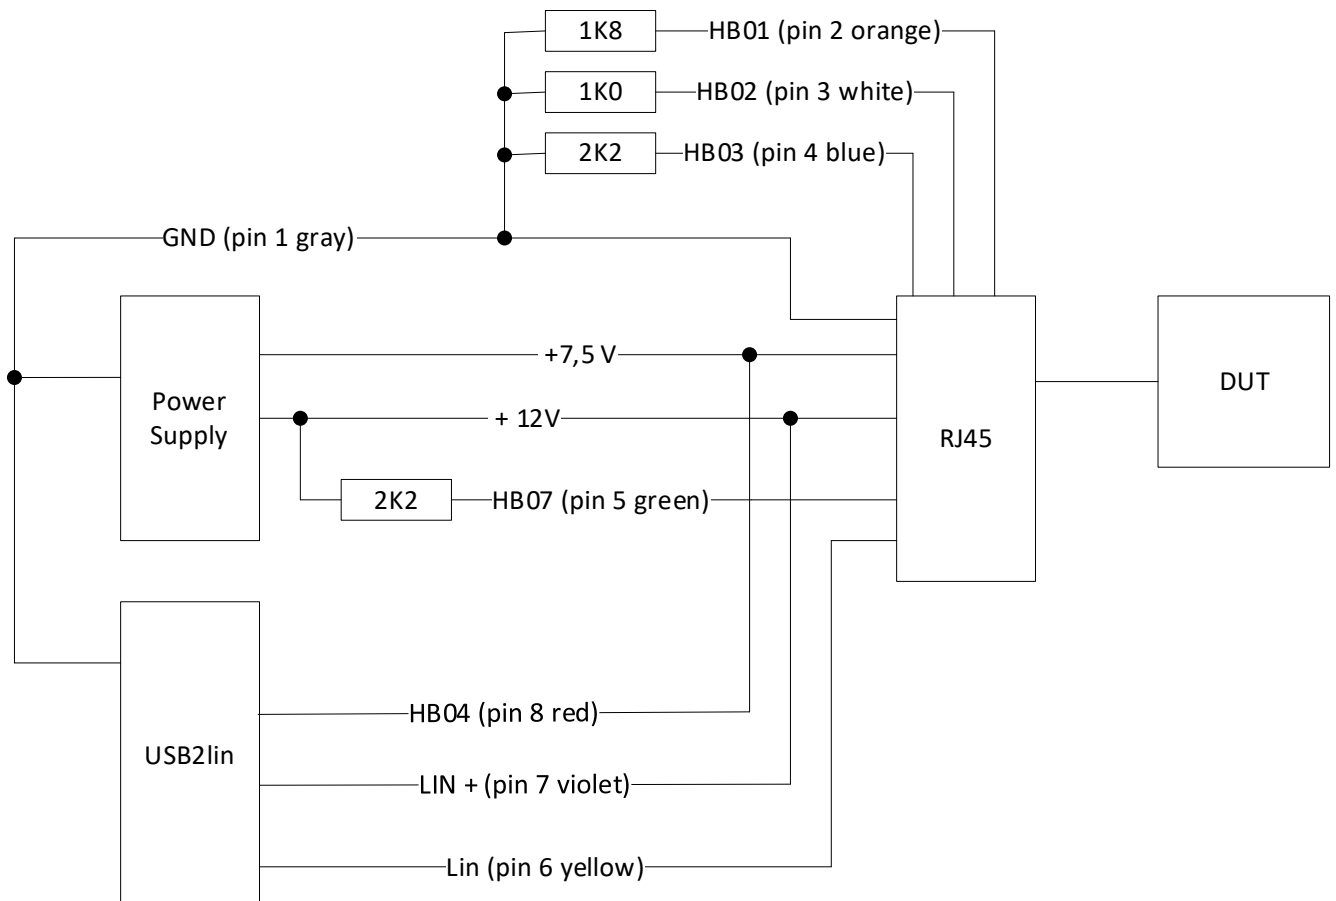 1K8
HB01 (pin 2 orange)
1K0
HB02 (pin 3 white)
2K2
HB03 (pin 4 blue)
GND (pin 1 gray)
+7,5 V
Power
Supply
+ 12V
DUT
RJ45
2K2
HB07 (pin 5 green)
HB04 (pin 8 red)
USB2lin
LIN + (pin 7 violet)
Lin (pin 6 yellow)